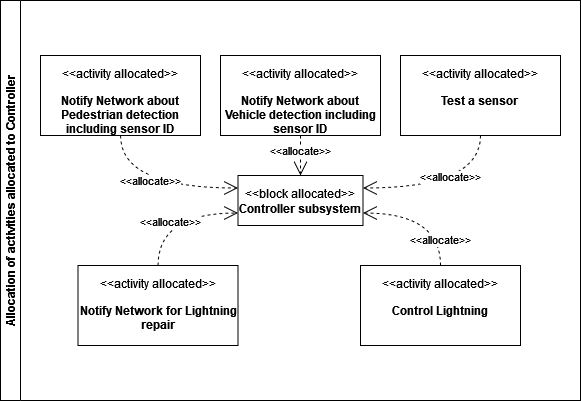 Allocation of activities allocated to Controller
<<activity allocated>>
Notify Network about
Pedestrian detection
including sensor ID
<<activity allocated>>
Notify Network about
Vehicle detection including
sensor ID
<<activity allocated>>
Test a sensor
<<allocate>>
<<allocate>>
<<allocate>>
<<block allocated>>
Controller subsystem
<<allocate>>
<<allocate>>
<<activity allocated>>
Notify Network for Lightning
repair
<<activity allocated>>
Control Lightning